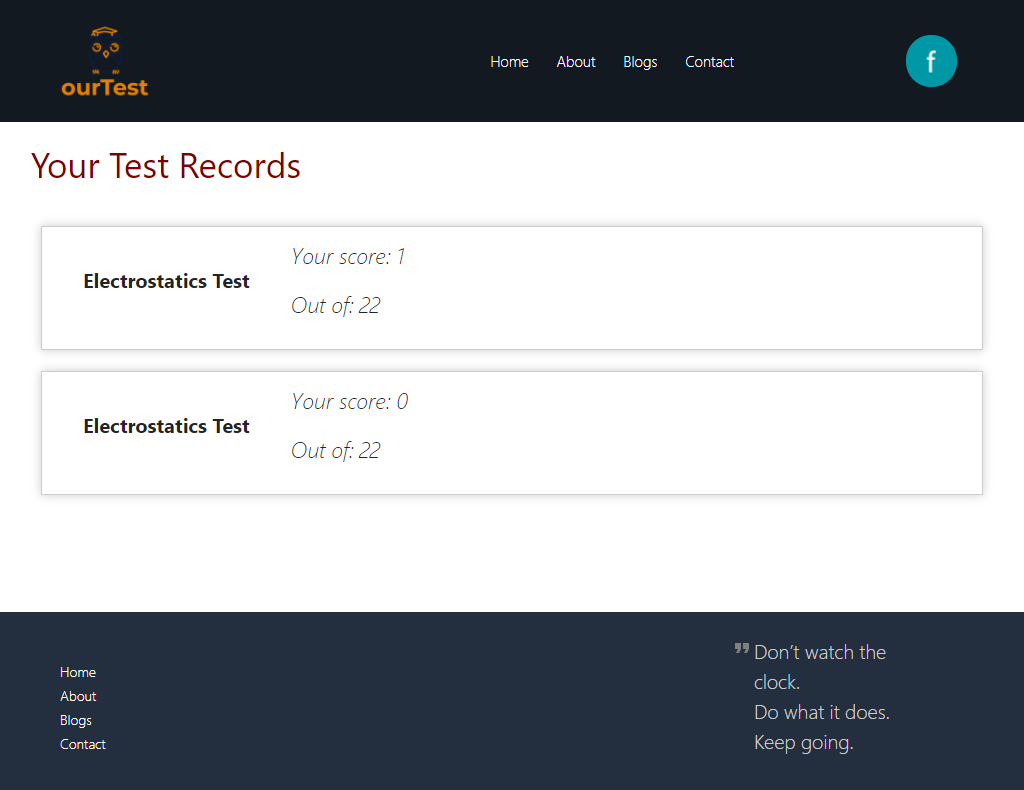 ourTest
Home About Blogs Contact
f
Your Test Records
Electrostatics Test
Your score: 1
Out of: 22
Electrostatics Test
Your score: 0
Out of: 22
Home
About
Blogs
Contact
” Don’t watch the
clock.
Do what it does.
Keep going.